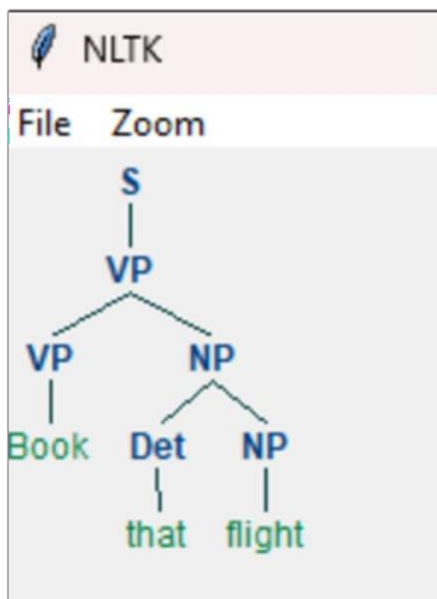 NLTK
File Zoom
S
VP
VP NP
Book Det NP
that flight